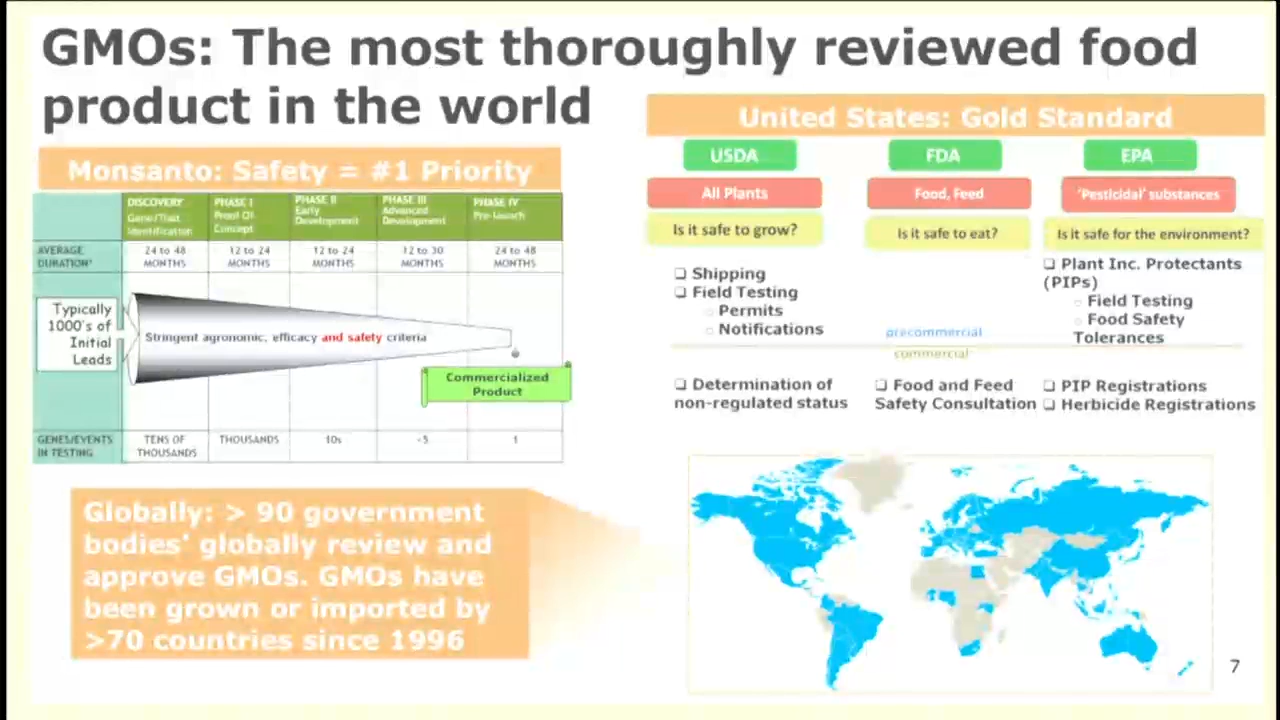 GMOs: The most thoroughly reviewed food
product in the world
Monsanto: Safety = #1 Priority
DISCOVERY
Gene/Trait
Identification
PHASE I
Proof Of
Concept
PHASE II
Early
Development
PHASE III
Advanced
Development
PHASE IV
Pre-launch
AVERAGE
DURATION¹
24 to 48
MONTHS
12 to 24
MONTHS
12 to 24
MONTHS
12 to 30
MONTHS
24 to 48
MONTHS
Typically
1000's of
Initial
Leads
Stringent agronomic, efficacy and safety criteria
Commercialized
Product
GENES/EVENTS
IN TESTING
TENS OF
THOUSANDS
THOUSANDS
10s
<5
1
Globally: > 90 government
bodies' globally review and
approve GMOs. GMOs have
been grown or imported by
>70 countries since 1996
United States: Gold Standard
USDA
FDA
EPA
All Plants
Food, Feed
'Pesticidal' substances
Is it safe to grow?
Is it safe to eat?
Is it safe for the environment?
❑ Shipping
❑ Field Testing
○ Permits
○ Notifications
❑ Plant Inc. Protectants
(PIPs)
○ Field Testing
○ Food Safety
Tolerances
precommercial
commercial
❑ Determination of
non-regulated status
❑ Food and Feed
Safety Consultation
❑ PIP Registrations
❑ Herbicide Registrations
7